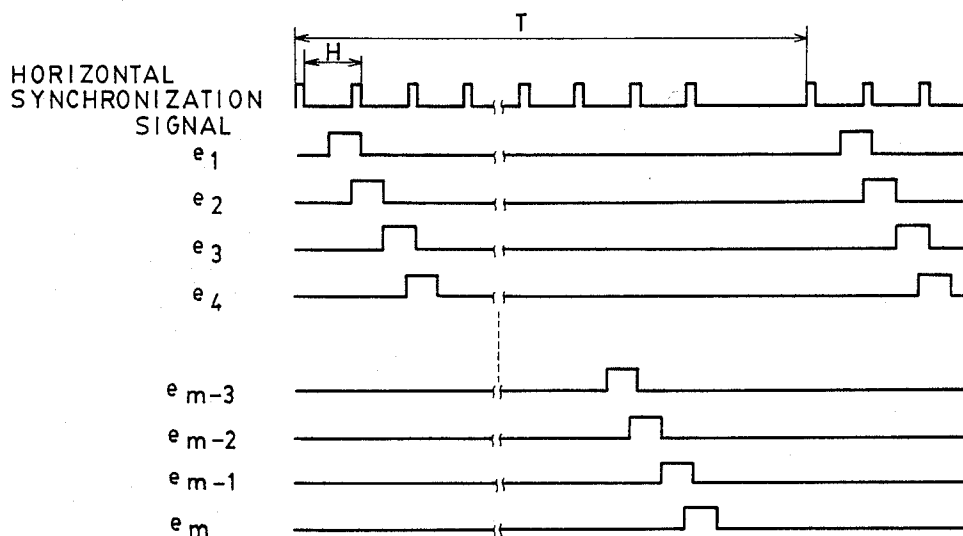 T
H
HORIZONTAL
SYNCHRONIZATION
SIGNAL
e1
e2
e3
e4
em-3
em-2
em-1
em